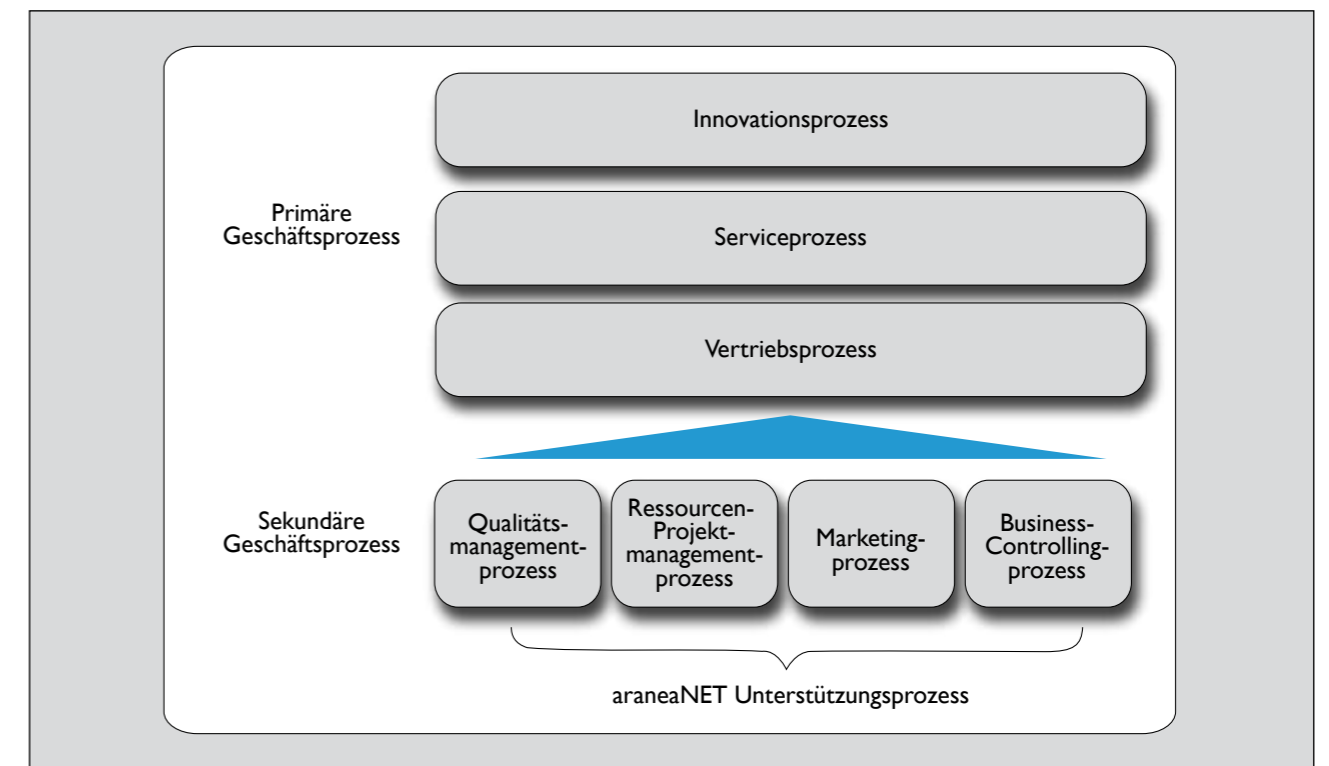 Innovationsprozess
Primäre
Geschäftsprozess
Serviceprozess
Vertriebsprozess
Sekundäre
Geschäftsprozess
Qualitäts-
management-
prozess
Ressourcen-
Projekt-
management-
prozess
Marketing-
prozess
Business-
Controlling-
prozess
araneaNET Unterstützungsprozess